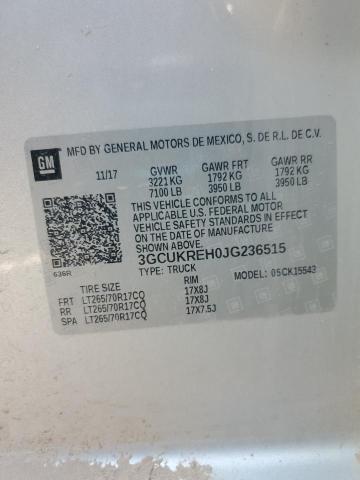 GM
MFD BY GENERAL MOTORS DE MEXICO, S. DE R.L. DE C.V.
11/17 GVWR GAWR FRT GAWR RR
3221 KG 1792 KG 1792 KG
7100 LB 3950 LB 3950 LB
THIS VEHICLE CONFORMS TO ALL
APPLICABLE U.S. FEDERAL MOTOR
VEHICLE SAFETY STANDARDS IN
EFFECT ON THE DATE OF
MANUFACTURE SHOWN ABOVE.
3GCUKREH0JG236515
636R TYPE: TRUCK
TIRE SIZE RIM 05CK15543
FRT LT265/70R17CQ 17X8J
RR LT265/70R17CQ 17X8J
SPA LT265/70R17CQ 17X7.5J